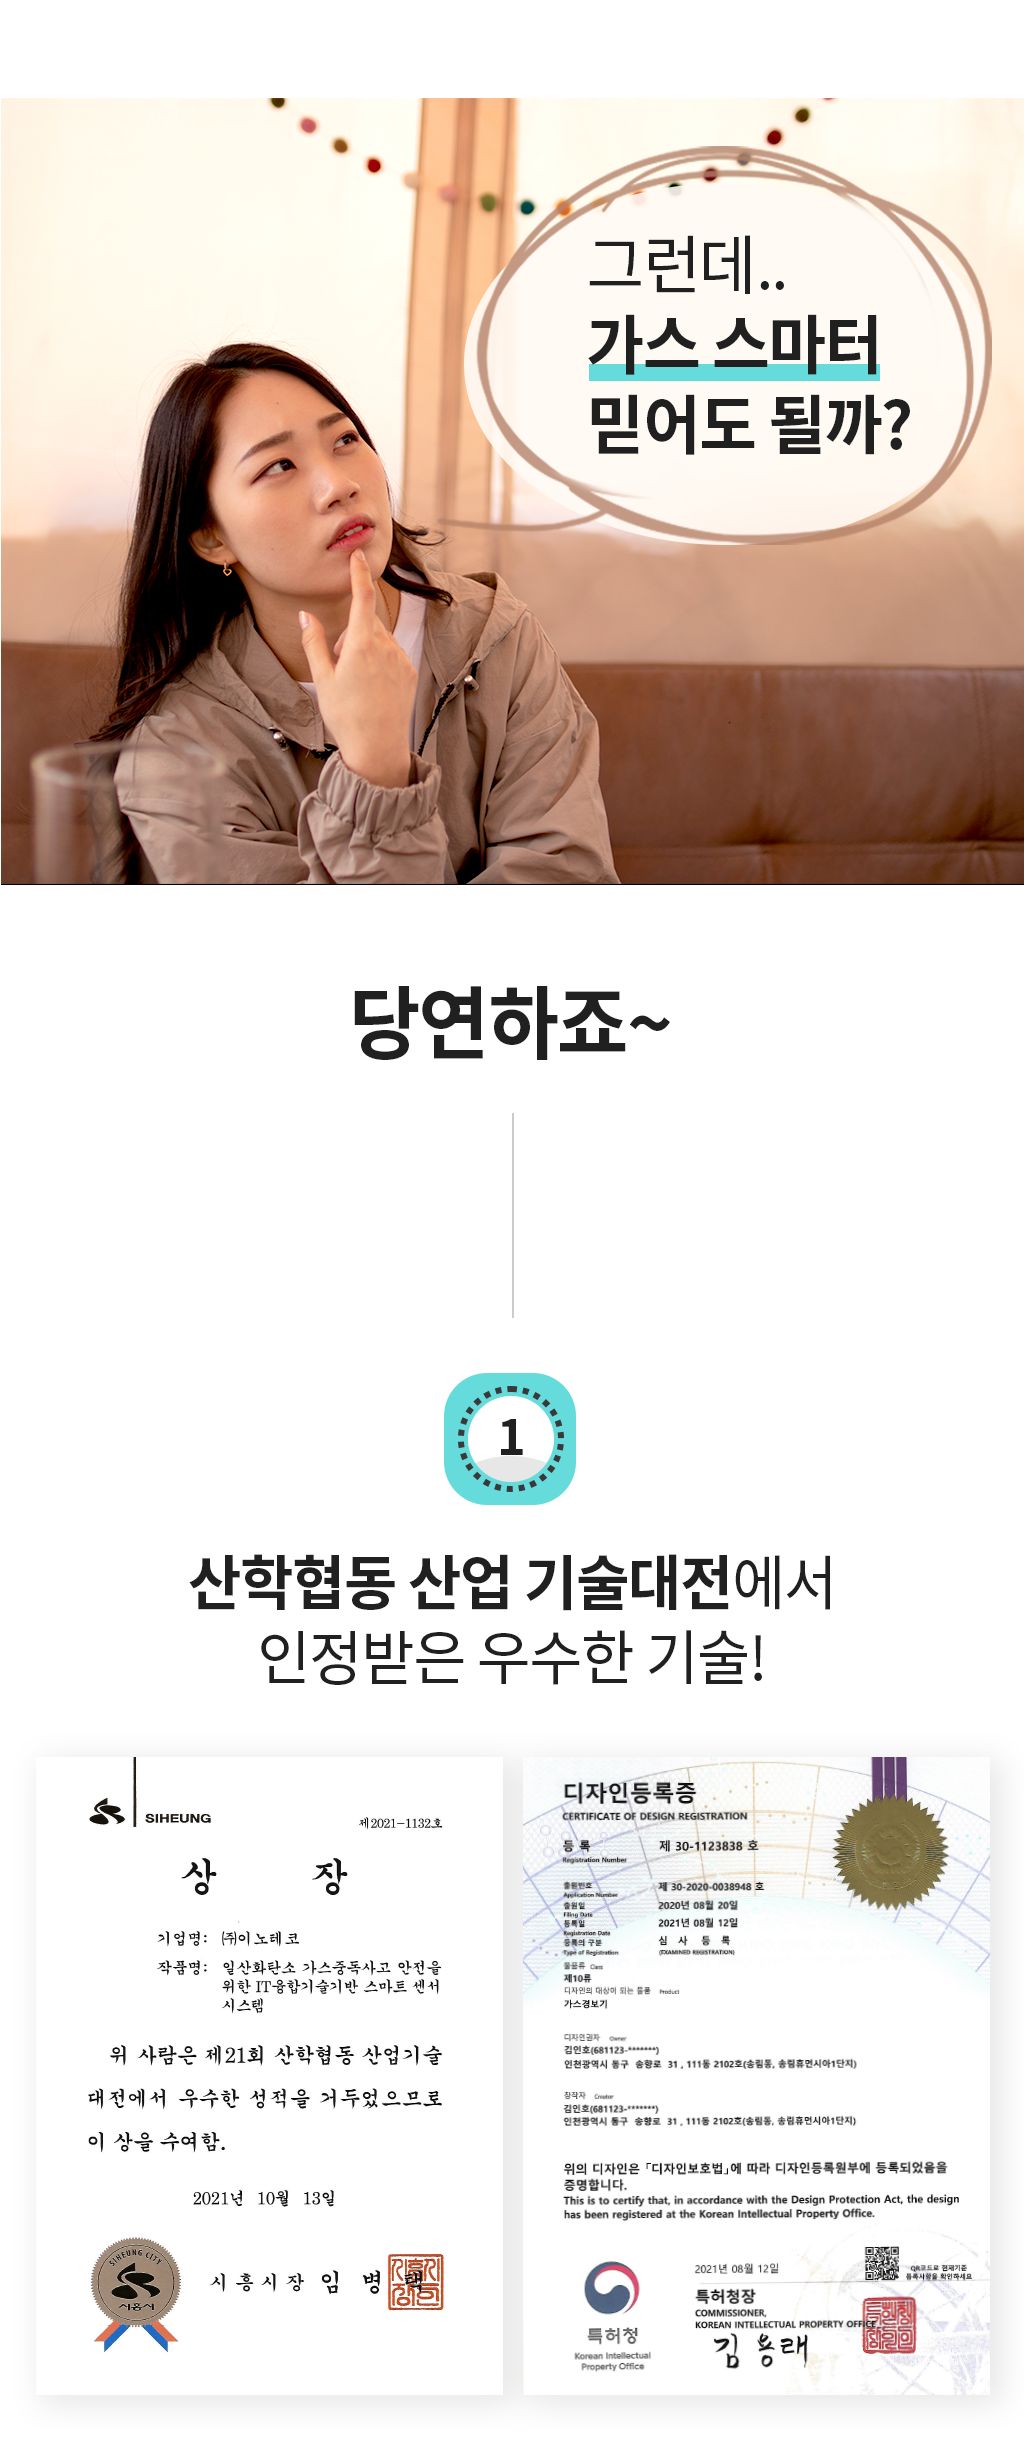 그런데..
가스 스마터
믿어도 될까?
당연하죠~
1
산학협동 산업 기술대전에서
인정받은 우수한 기술!
SIHEUNG
제2021-1132호
상 장
기업명: ㈜이노테코
작품명: 일산화탄소 가스중독사고 안전을
위한 IT융합기술기반 스마트 센서
시스템
위 사람은 제21회 산학협동 산업기술
대전에서 우수한 성적을 거두었으므로
이 상을 수여함.
2021년 10월 13일
SIHEUNG CITY
시흥시
시흥시장 임병택
디자인등록증
CERTIFICATE OF DESIGN REGISTRATION
등 록 제 30-1123838 호
Registration Number
출원번호 제 30-2020-0038948 호
Application Number
출원일 2020년 08월 20일
Filing Date
등록일 2021년 08월 12일
Registration Date
등록의 구분 심 사 등 록
Type of Registration (EXAMINED REGISTRATION)
물품류 Class
제10류
디자인의 대상이 되는 물품 Product
가스경보기
디자인권자 Owner
김인호(681123-*******)
인천광역시 동구 송향로 31 , 111동 2102호(송림동, 송림휴먼시아1단지)
창작자 Creator
김인호(681123-*******)
인천광역시 동구 송향로 31 , 111동 2102호(송림동, 송림휴먼시아1단지)
위의 디자인은 「디자인보호법」에 따라 디자인등록원부에 등록되었음을
증명합니다.
This is to certify that, in accordance with the Design Protection Act, the design
has been registered at the Korean Intellectual Property Office.
2021년 08월 12일
QR코드로 현재기준
등록사항을 확인하세요
특허청
Korean Intellectual
Property Office
특허청장
COMMISSIONER,
KOREAN INTELLECTUAL PROPERTY OFFICE
김용래